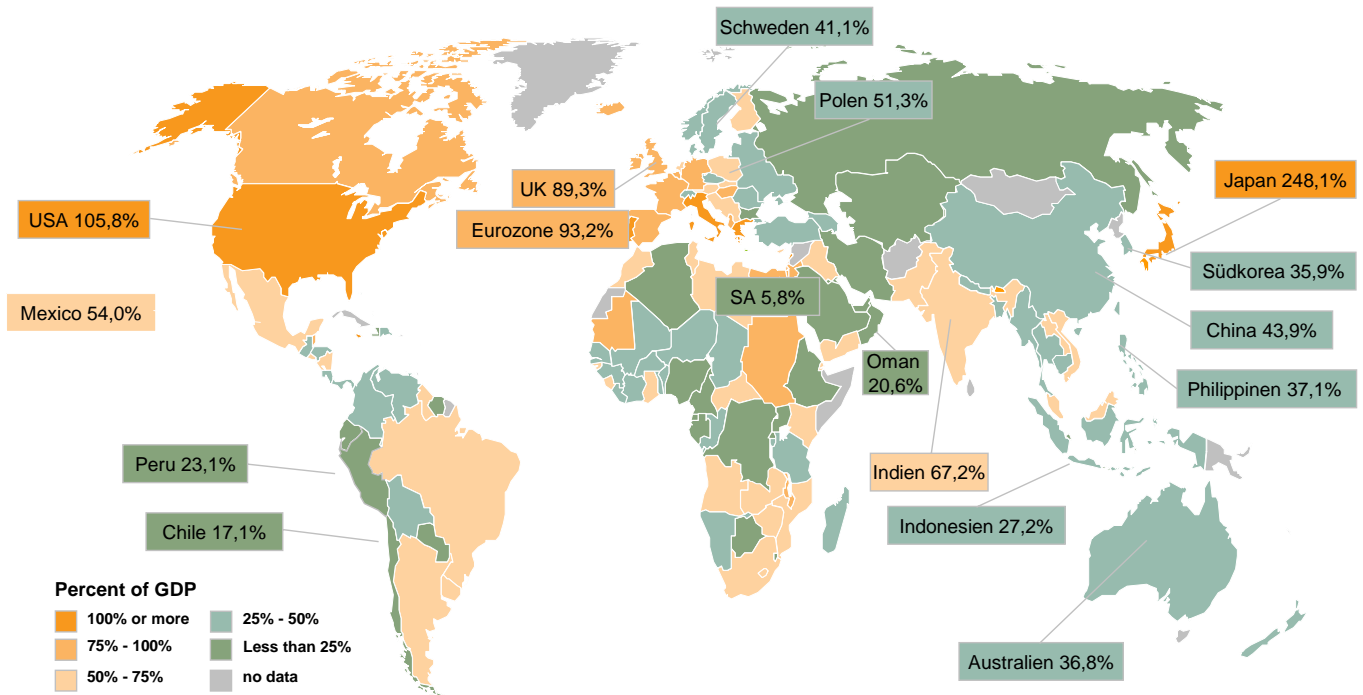 Schweden 41,1%
Polen 51,3%
UK 89,3%
Japan 248,1%
USA 105,8%
Eurozone 93,2%
Südkorea 35,9%
SA 5,8%
Mexico 54,0%
China 43,9%
Oman
20,6%
Philippinen 37,1%
Peru 23,1%
Indien 67,2%
Chile 17,1%
Indonesien 27,2%
Percent of GDP
100% or more
25% - 50%
75% - 100%
Less than 25%
50% - 75%
no data
Australien 36,8%